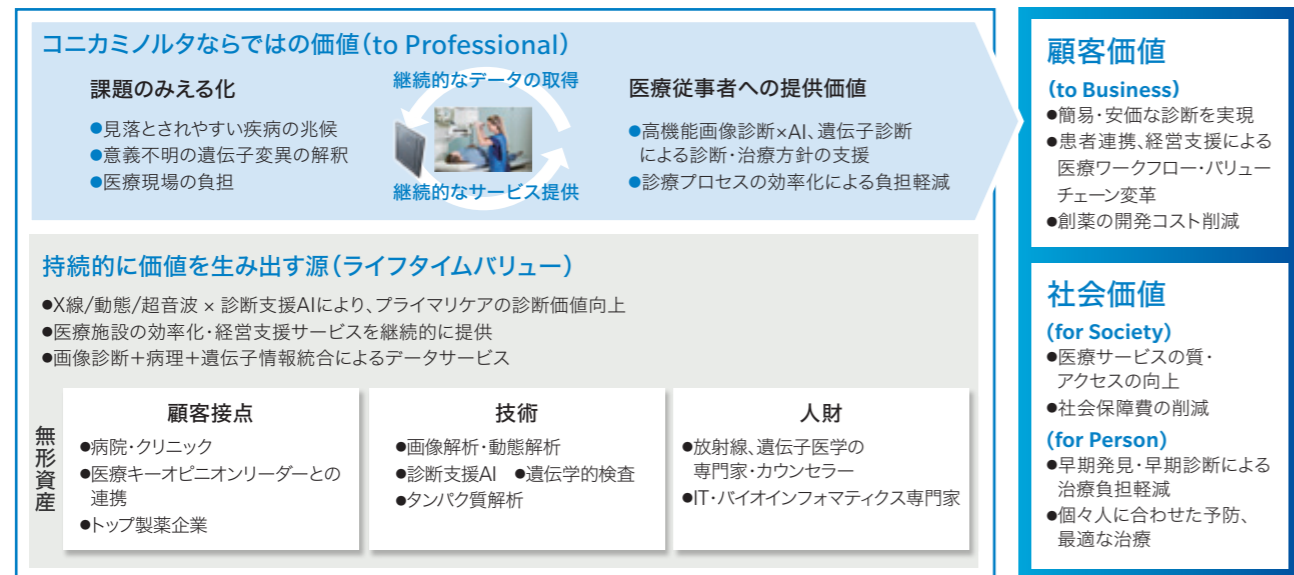 コニカミノルタならではの価値(to Professional)
課題のみえる化
●見落とされやすい疾病の兆候
●意義不明の遺伝子変異の解釈
●医療現場の負担
継続的なデータの取得
継続的なサービス提供
医療従事者への提供価値
●高機能画像診断×AI、遺伝子診断
による診断・治療方針の支援
●診療プロセスの効率化による負担軽減
持続的に価値を生み出す源(ライフタイムバリュー)
●X線/動態/超音波 × 診断支援AIにより、プライマリケアの診断価値向上
●医療施設の効率化・経営支援サービスを継続的に提供
●画像診断+病理+遺伝子情報統合によるデータサービス
無形資産
顧客接点
●病院・クリニック
●医療キーオピニオンリーダーとの
連携
●トップ製薬企業
技術
●画像解析・動態解析
●診断支援AI ●遺伝学的検査
●タンパク質解析
人財
●放射線、遺伝子医学の
専門家・カウンセラー
●IT・バイオインフォマティクス専門家
顧客価値
(to Business)
●簡易・安価な診断を実現
●患者連携、経営支援による
医療ワークフロー・バリュー
チェーン変革
●創薬の開発コスト削減
社会価値
(for Society)
●医療サービスの質・
アクセスの向上
●社会保障費の削減
(for Person)
●早期発見・早期診断による
治療負担軽減
●個々人に合わせた予防、
最適な治療